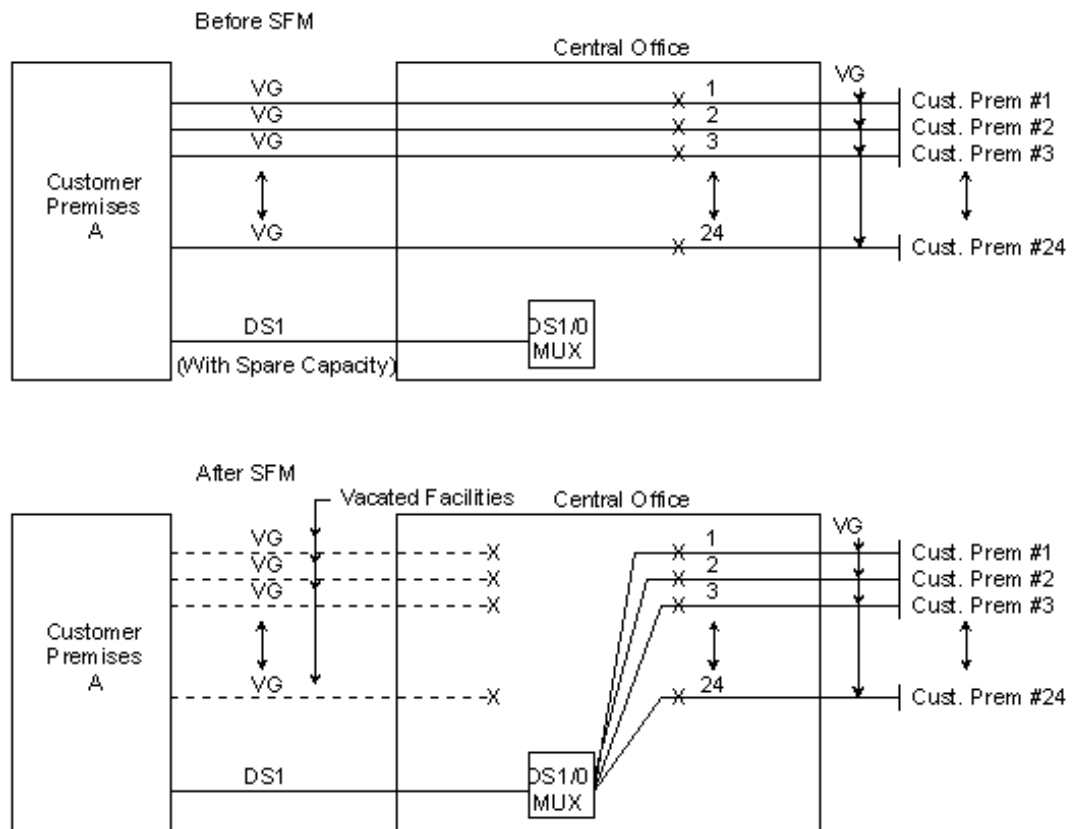 Before SFM
Central Office
VG
VG
1
Cust. Prem #1
VG
2
Cust. Prem #2
VG
3
Cust. Prem #3
Customer
Premises
A
VG
24
Cust. Prem #24
DS1
DS1/0
MUX
(With Spare Capacity)
After SFM
Vacated Facilities
Central Office
VG
VG
1
Cust. Prem #1
VG
2
Cust. Prem #2
VG
3
Cust. Prem #3
Customer
Premises
A
VG
24
Cust. Prem #24
DS1
DS1/0
MUX